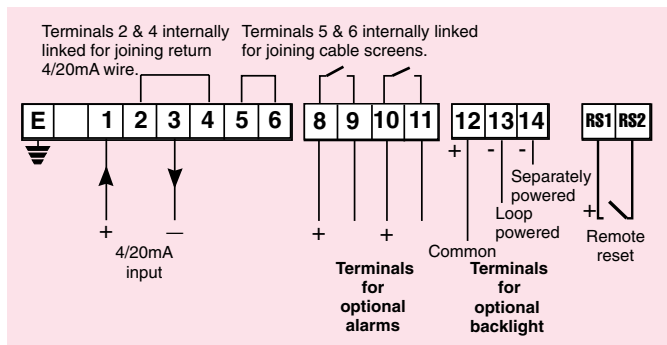 Terminals 2 & 4 internally
linked for joining return
4/20mA wire.
Terminals 5 & 6 internally linked
for joining cable screens.
E 1 2 3 4 5 6 8 9 10 11 12 13 14 RS1 RS2
+ - -
Separately
powered
Loop
powered
+ — + + Common
+
Remote
reset
4/20mA
input
Terminals
for
optional
alarms
Terminals
for
optional
backlight